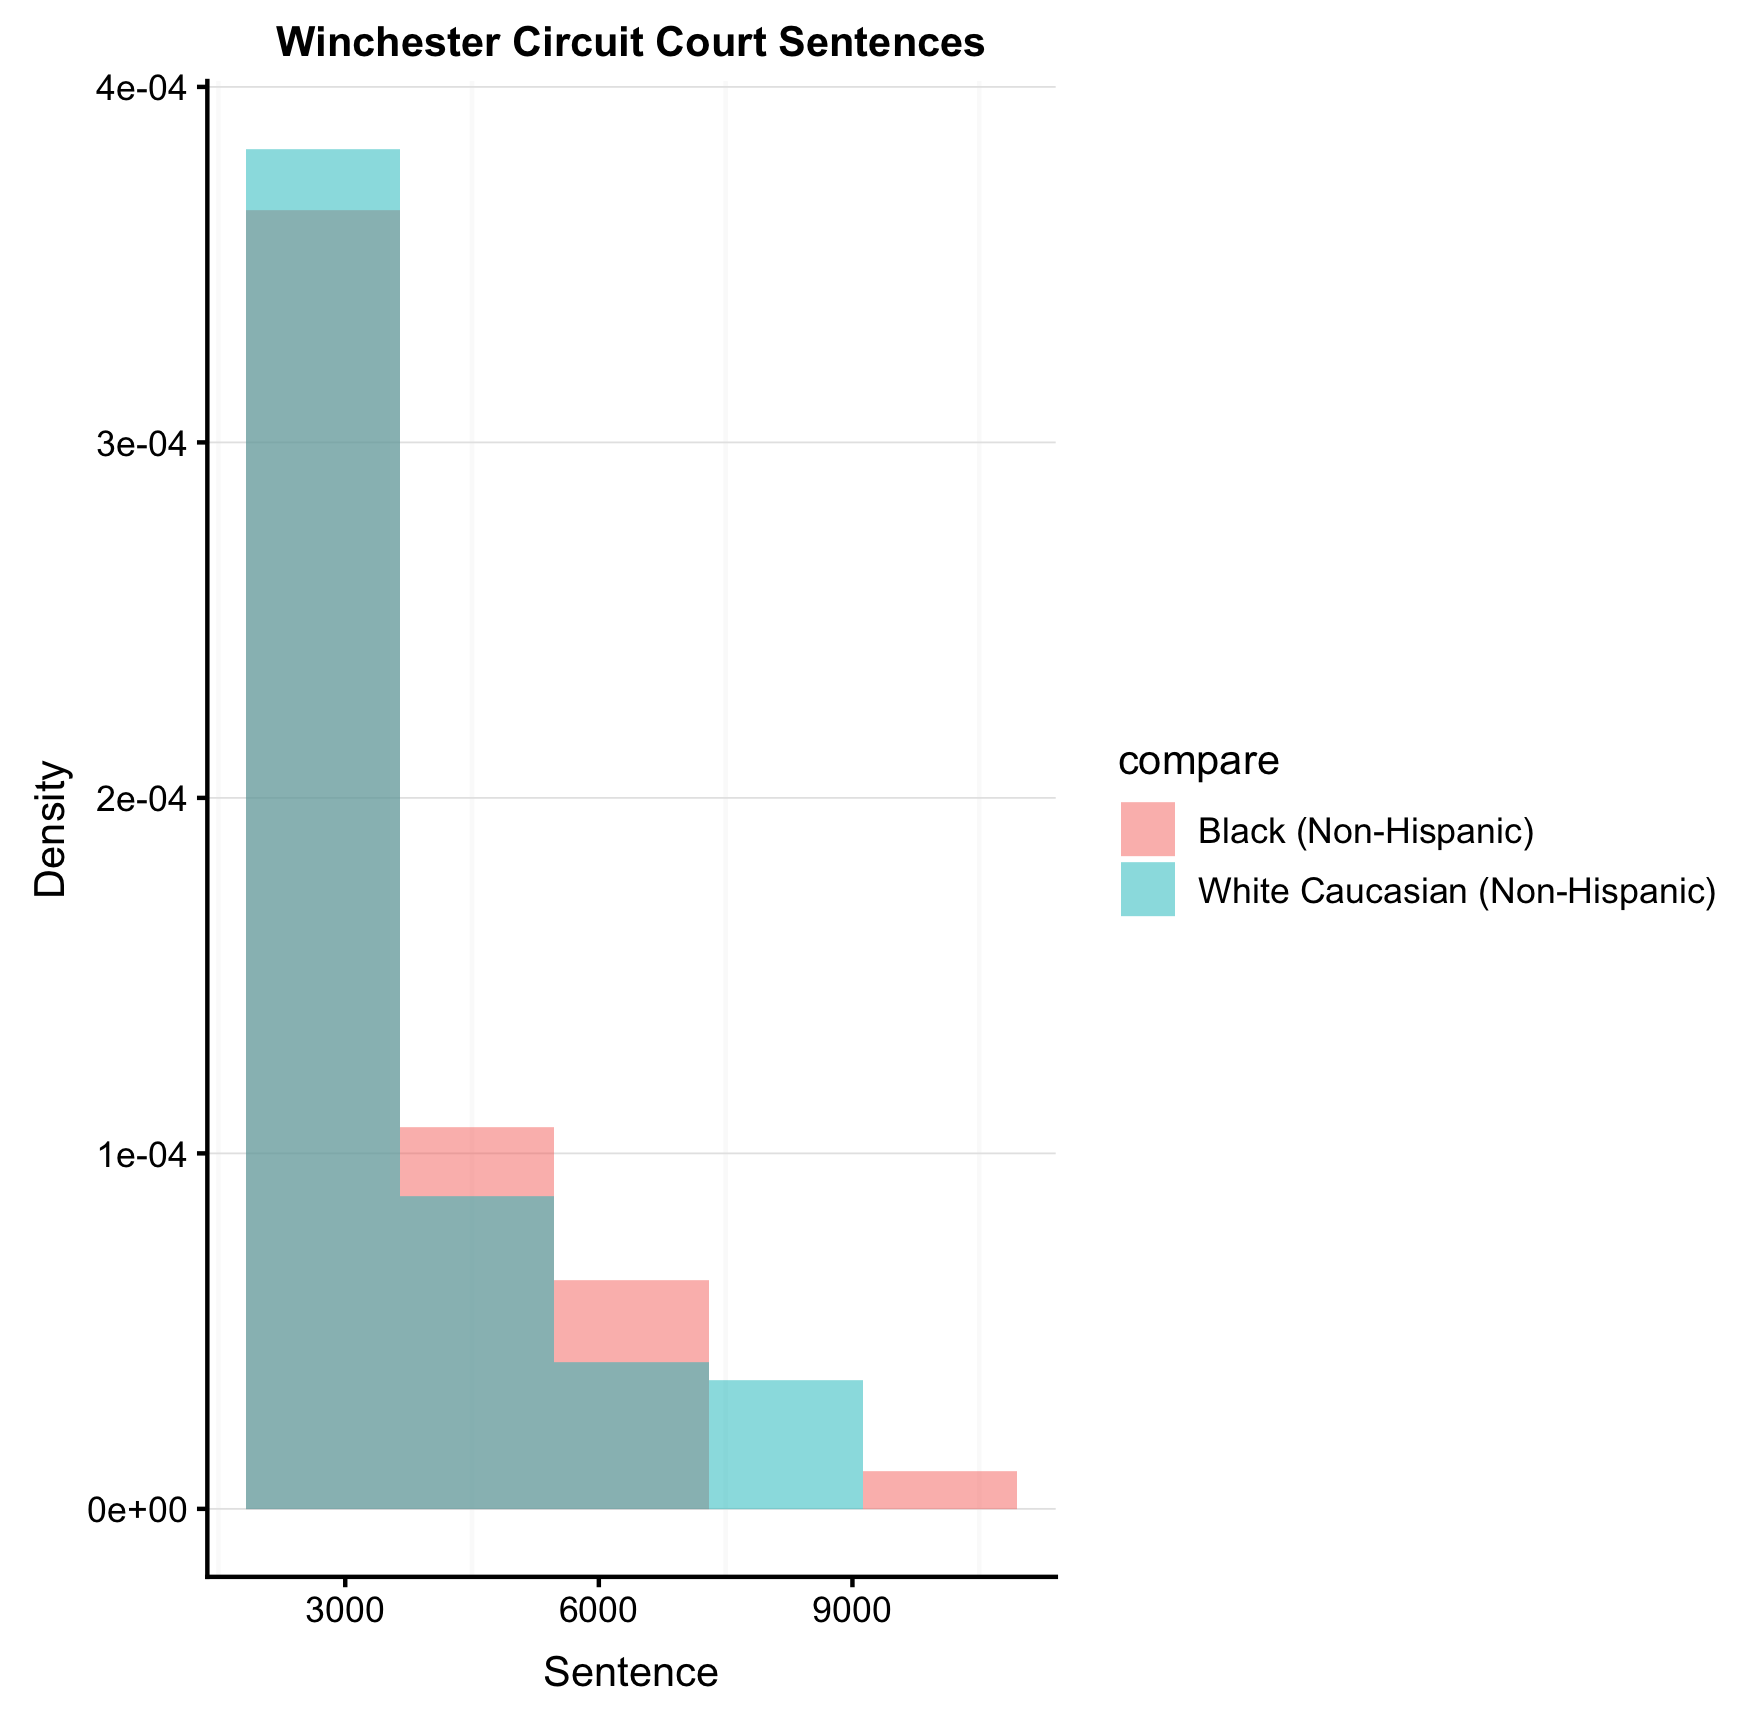 Winchester Circuit Court Sentences
4e-04
3e-04
2e-04
1e-04
0e+00
Density
3000 6000 9000
Sentence
compare
Black (Non-Hispanic)
White Caucasian (Non-Hispanic)